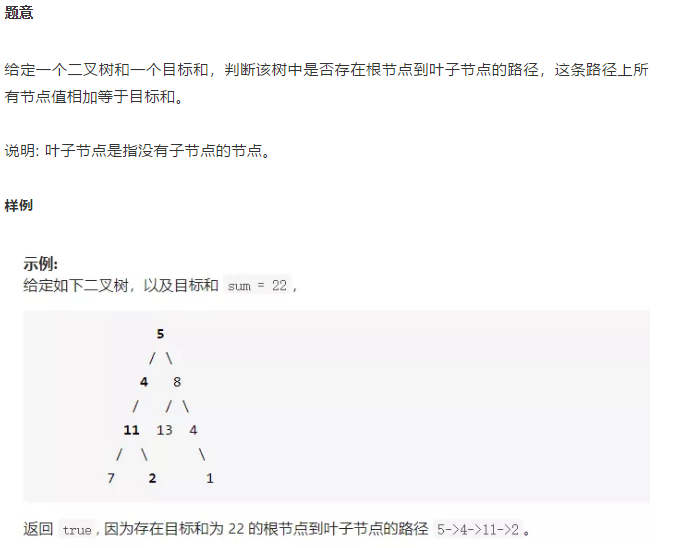 题意
给定一个二叉树和一个目标和，判断该树中是否存在根节点到叶子节点的路径，这条路径上所
有节点值相加等于目标和。
说明: 叶子节点是指没有子节点的节点。
样例
示例:
给定如下二叉树，以及目标和 sum = 22，
5
/ \
4 8
/ / \
11 13 4
/ \ \
7 2 1
返回 true, 因为存在目标和为 22 的根节点到叶子节点的路径 5->4->11->2。